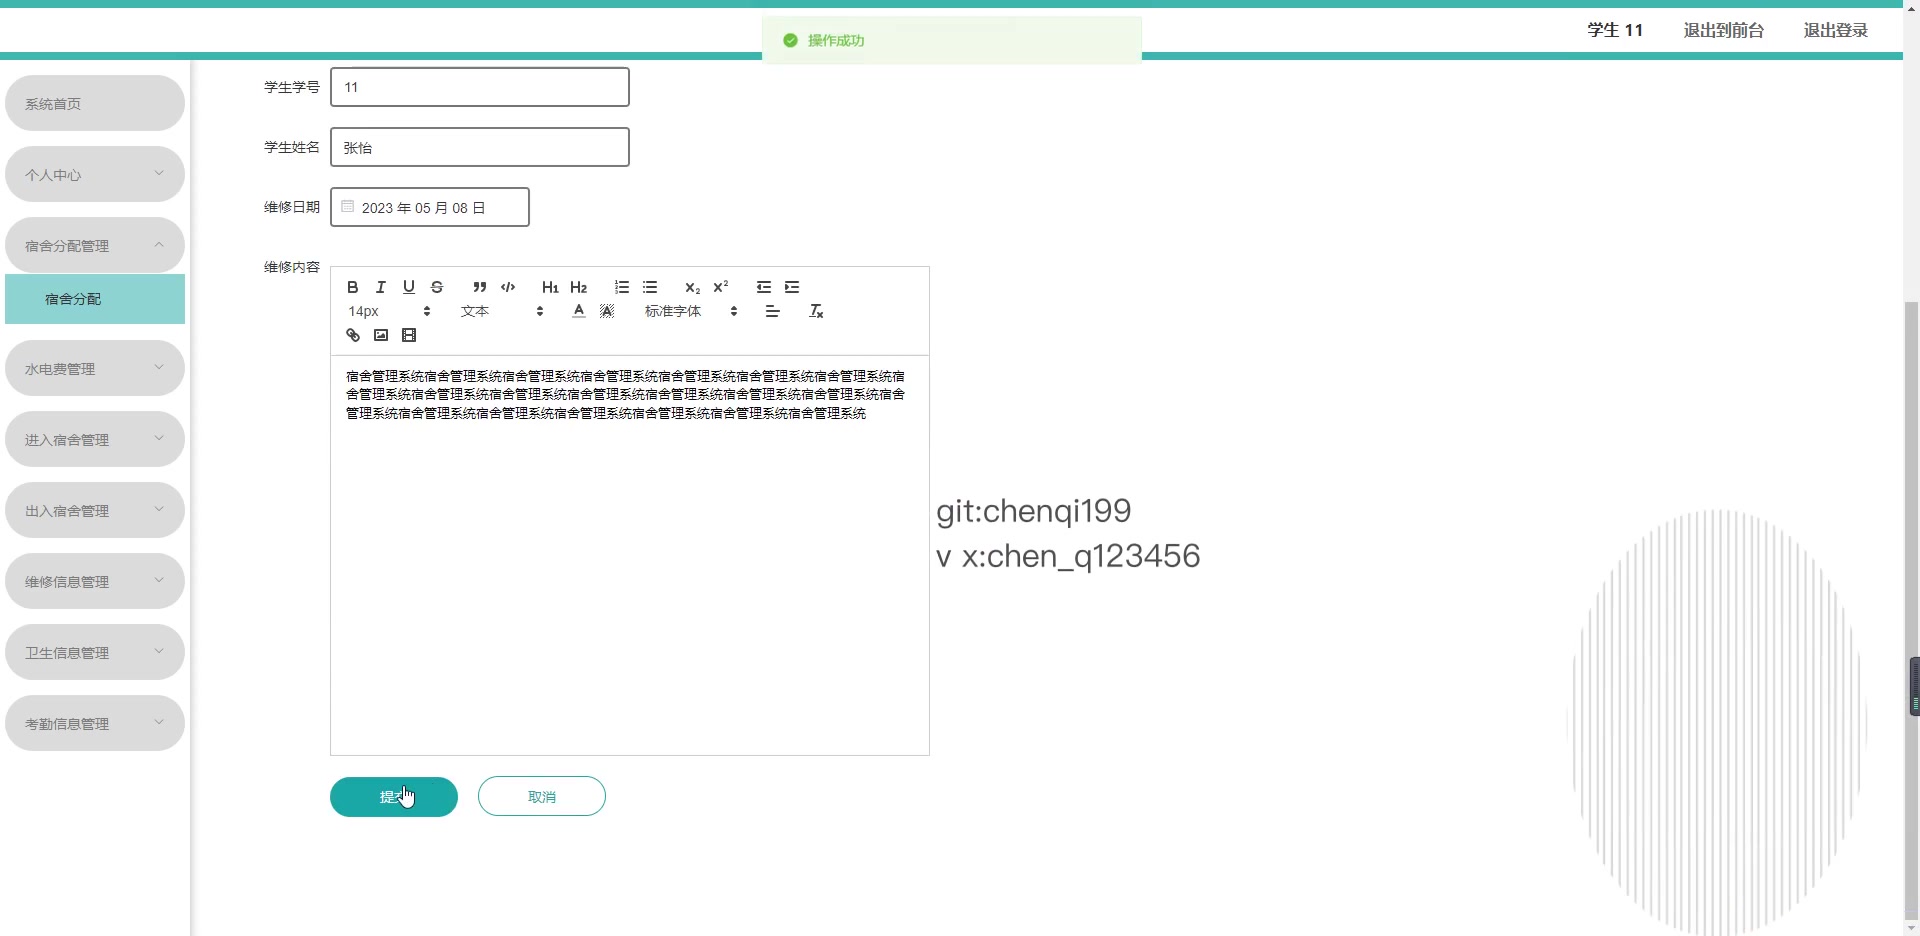 操作成功
学生 11
退出到前台
退出登录
系统首页
个人中心
宿舍分配管理
宿舍分配
水电费管理
进入宿舍管理
出入宿舍管理
维修信息管理
卫生信息管理
考勤信息管理
学生学号
11
学生姓名
张怡
维修日期
2023 年 05 月 08 日
维修内容
B I U S H1 H2 X2 X2
14px 文本 A A 标准字体 Tx
宿舍管理系统宿舍管理系统宿舍管理系统宿舍管理系统宿舍管理系统宿舍管理系统宿舍管理系统宿
舍管理系统宿舍管理系统宿舍管理系统宿舍管理系统宿舍管理系统宿舍管理系统宿舍管理系统宿舍
管理系统宿舍管理系统宿舍管理系统宿舍管理系统宿舍管理系统宿舍管理系统宿舍管理系统
git:chenqi199
v x:chen_q123456
提交
取消